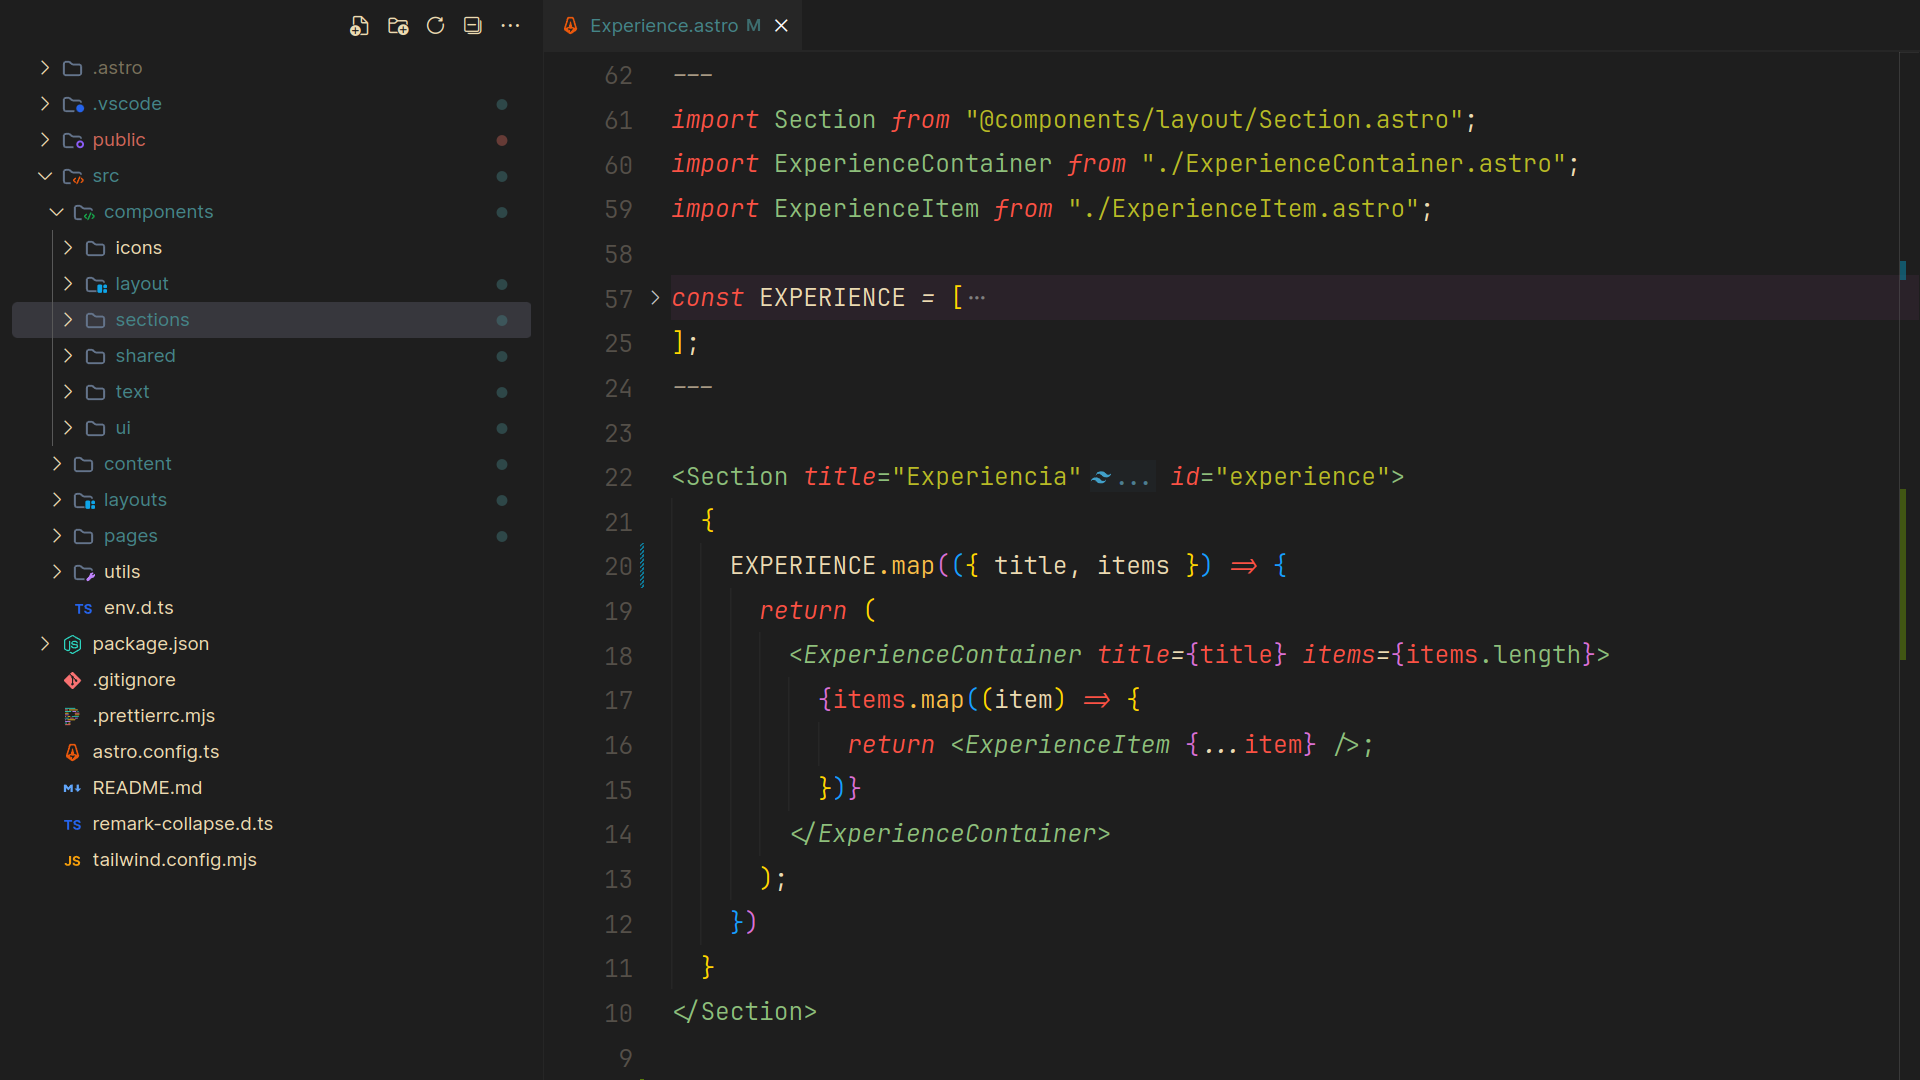 .astro
.vscode
public
src
components
icons
layout
sections
shared
text
ui
content
layouts
pages
utils
TS env.d.ts
package.json
.gitignore
.prettierrc.mjs
astro.config.ts
README.md
TS remark-collapse.d.ts
JS tailwind.config.mjs
Experience.astro M
62 ---
61 import Section from "@components/layout/Section.astro";
60 import ExperienceContainer from "./ExperienceContainer.astro";
59 import ExperienceItem from "./ExperienceItem.astro";
58
57 const EXPERIENCE = [⋯
25 ];
24 ---
23
22 <Section title="Experiencia" ... id="experience">
21 {
20 EXPERIENCE.map(({ title, items }) => {
19 return (
18 <ExperienceContainer title={title} items={items.length}>
17 {items.map((item) => {
16 return <ExperienceItem {...item} />;
15 })}
14 </ExperienceContainer>
13 );
12 })
11 }
10 </Section>
9